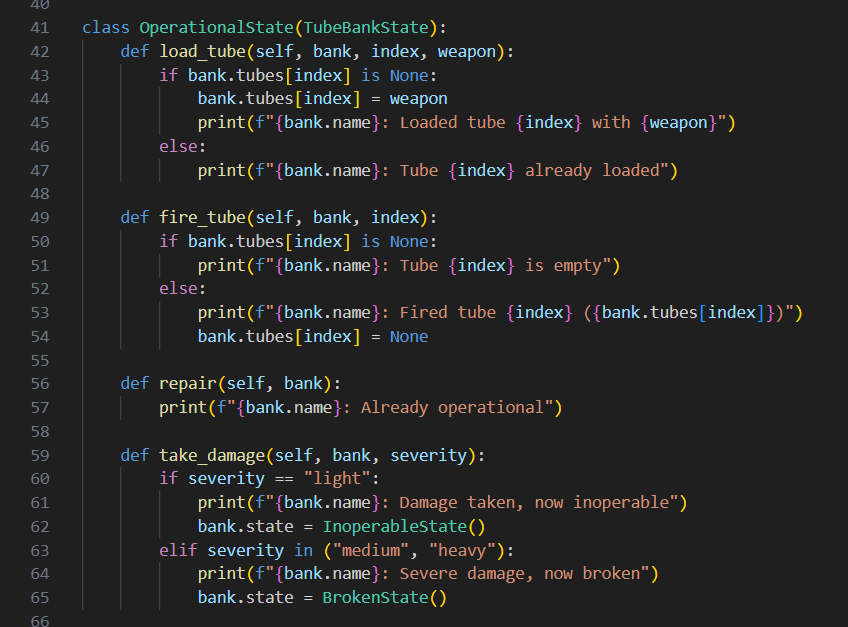 40
41 class OperationalState(TubeBankState):
42     def load_tube(self, bank, index, weapon):
43         if bank.tubes[index] is None:
44             bank.tubes[index] = weapon
45             print(f"{bank.name}: Loaded tube {index} with {weapon}")
46         else:
47             print(f"{bank.name}: Tube {index} already loaded")
48
49     def fire_tube(self, bank, index):
50         if bank.tubes[index] is None:
51             print(f"{bank.name}: Tube {index} is empty")
52         else:
53             print(f"{bank.name}: Fired tube {index} ({bank.tubes[index]})")
54             bank.tubes[index] = None
55
56     def repair(self, bank):
57         print(f"{bank.name}: Already operational")
58
59     def take_damage(self, bank, severity):
60         if severity == "light":
61             print(f"{bank.name}: Damage taken, now inoperable")
62             bank.state = InoperableState()
63         elif severity in ("medium", "heavy"):
64             print(f"{bank.name}: Severe damage, now broken")
65             bank.state = BrokenState()
66